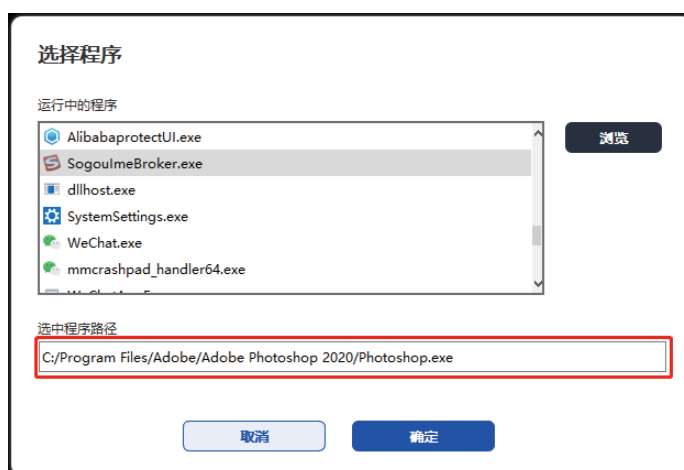 选择程序
运行中的程序
AlibabaprotectUI.exe
浏览
SogouImeBroker.exe
dllhost.exe
SystemSettings.exe
WeChat.exe
mmcrashpad_handler64.exe
选中程序路径
C:/Program Files/Adobe/Adobe Photoshop 2020/Photoshop.exe
取消
确定